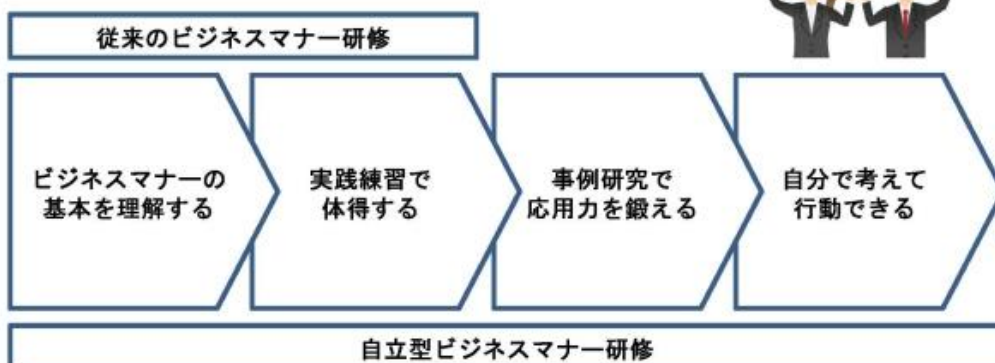 従来のビジネスマナー研修
ビジネスマナーの
基本を理解する
実践練習で
体得する
事例研究で
応用力を鍛える
自分で考えて
行動できる
自立型ビジネスマナー研修